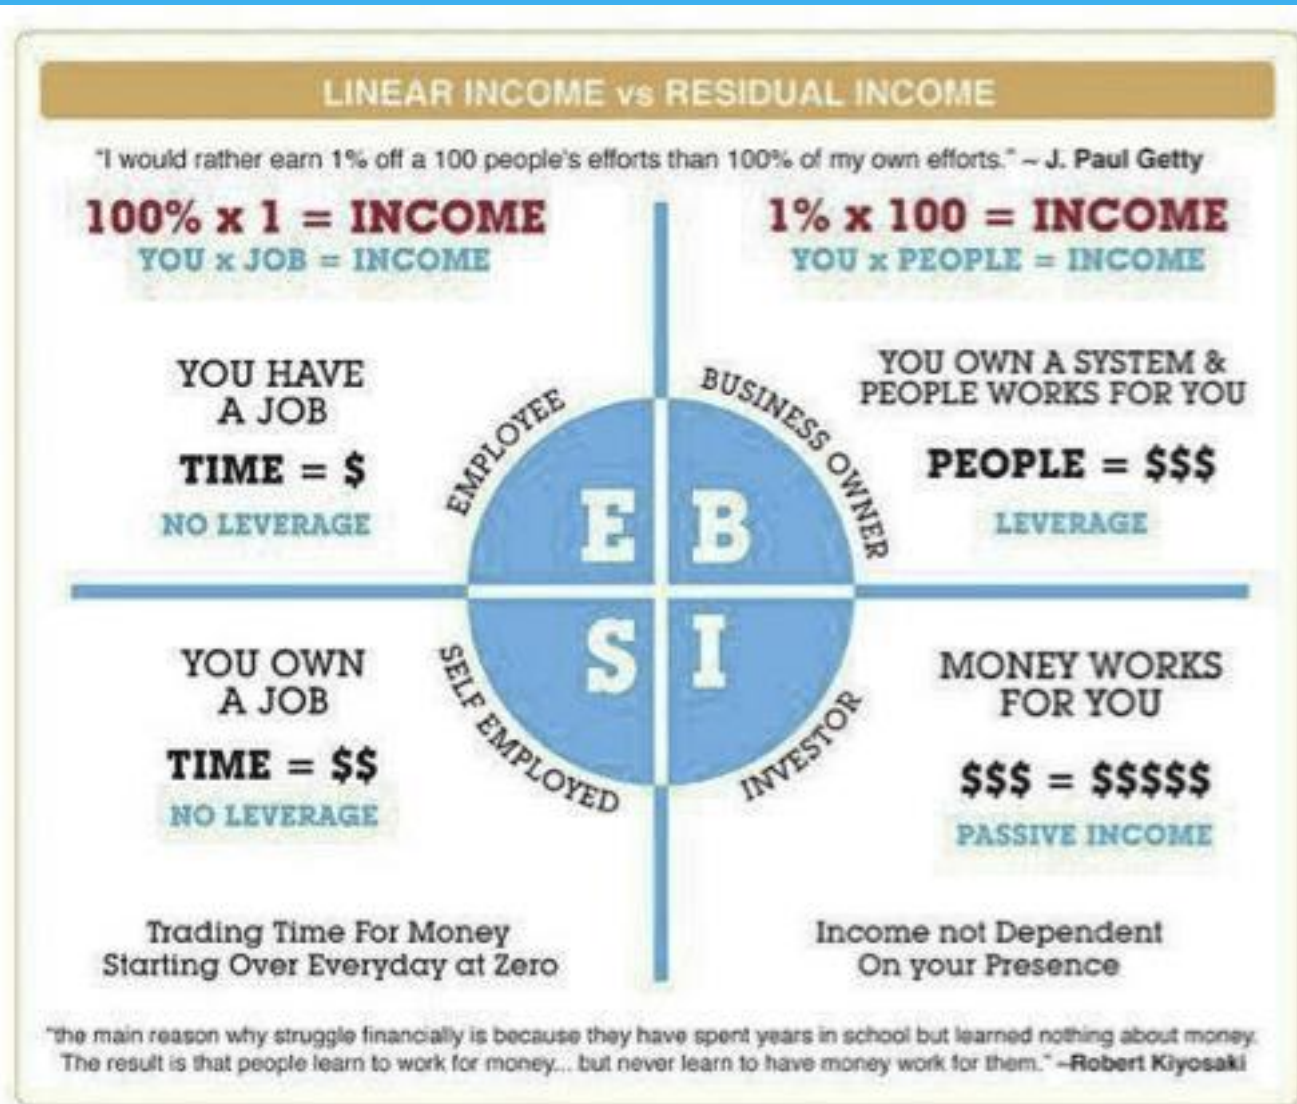 LINEAR INCOME vs RESIDUAL INCOME
"I would rather earn 1% off a 100 people's efforts than 100% of my own efforts." ~ J. Paul Getty
100% x 1 = INCOME
YOU x JOB = INCOME
1% x 100 = INCOME
YOU x PEOPLE = INCOME
YOU HAVE
A JOB
TIME = $
NO LEVERAGE
EMPLOYEE
E
BUSINESS OWNER
B
YOU OWN A SYSTEM &
PEOPLE WORKS FOR YOU
PEOPLE = $$$
LEVERAGE
YOU OWN
A JOB
TIME = $$
NO LEVERAGE
SELF EMPLOYED
S
INVESTOR
I
MONEY WORKS
FOR YOU
$$$ = $$$$$
PASSIVE INCOME
Trading Time For Money
Starting Over Everyday at Zero
Income not Dependent
On your Presence
"the main reason why struggle financially is because they have spent years in school but learned nothing about money.
The result is that people learn to work for money... but never learn to have money work for them." ~Robert Kiyosaki